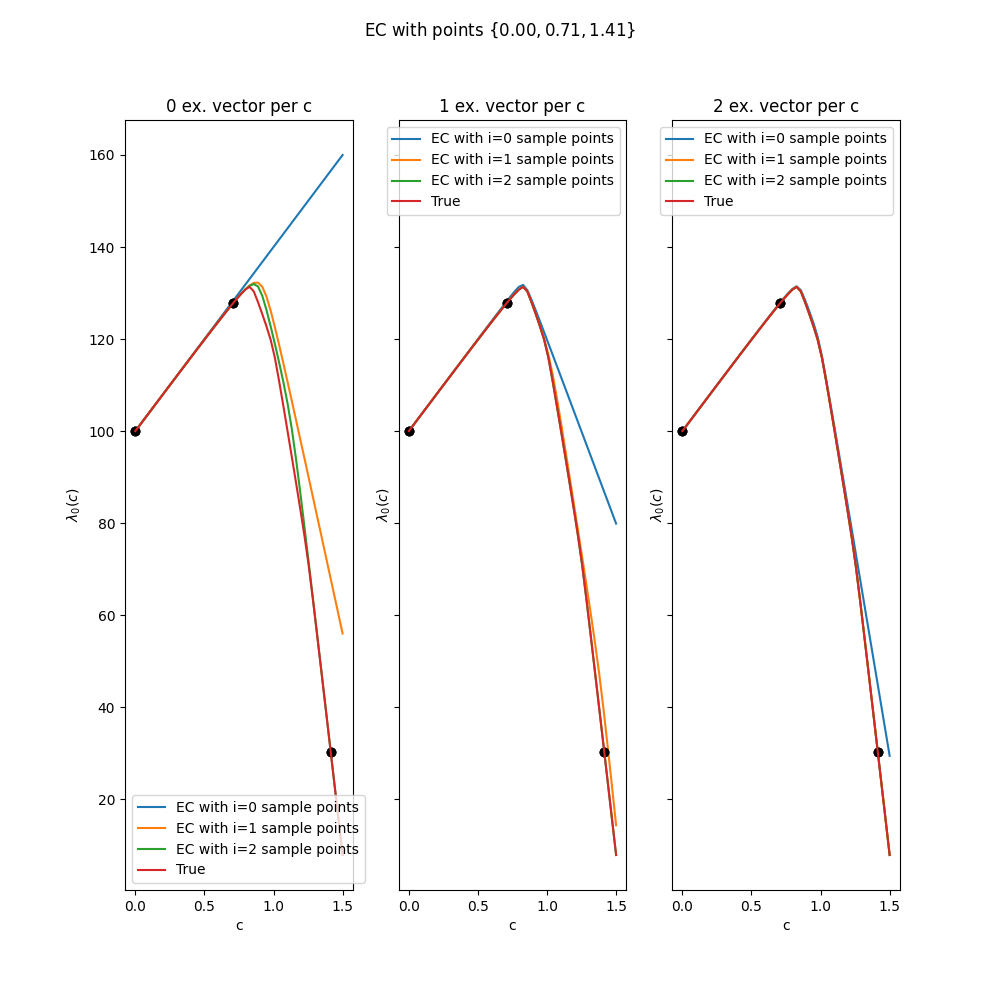 EC with points {0.00, 0.71, 1.41}
0 ex. vector per c
160
140
120
100
80
60
40
20
λ0(c)
EC with i=0 sample points
EC with i=1 sample points
EC with i=2 sample points
True
0.0 0.5 1.0 1.5
c
1 ex. vector per c
EC with i=0 sample points
EC with i=1 sample points
EC with i=2 sample points
True
λ0(c)
0.0 0.5 1.0 1.5
c
2 ex. vector per c
EC with i=0 sample points
EC with i=1 sample points
EC with i=2 sample points
True
λ0(c)
0.0 0.5 1.0 1.5
c